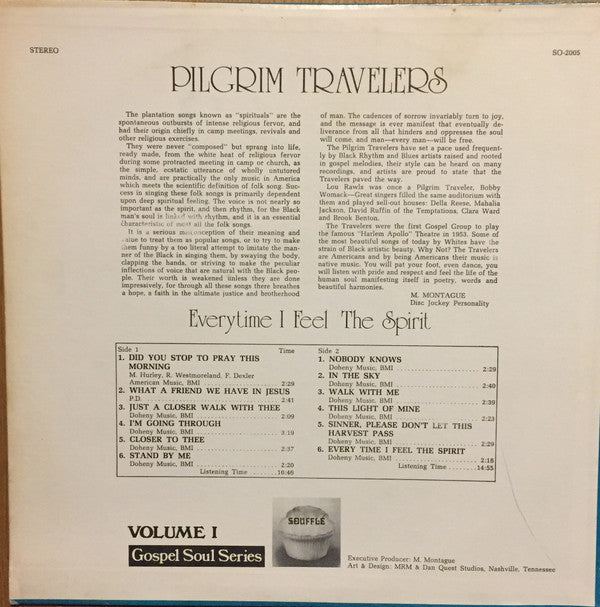 STEREO
SO-2005
PILGRIM TRAVELERS
The plantation songs known as "spirituals" are the
spontaneous outbursts of intense religious fervor, and
had their origin chiefly in camp meetings, revivals and
other religious exercises.
They were never "composed" but sprang into life,
ready made, from the white heat of religious fervor
during some protracted meeting in camp or church, as
the simple, ecstatic utterance of wholly untutored
minds, and are practically the only music in America
which meets the scientific definition of folk song. Suc-
cess in singing these folk songs is primarily dependent
upon deep spiritual feeling. The voice is not nearly so
important as the spirit, and then rhythm, for the Black
man's soul is linked with rhythm, and it is an essential
characteristic of most all the folk songs.
It is a serious misconception of their meaning and
value to treat them as popular songs, or to try to make
them funny by a too literal attempt to imitate the man-
ner of the Black in singing them, by swaying the body,
clapping the hands, or striving to make the peculiar
inflections of voice that are natural with the Black peo-
ple. Their worth is weakened unless they are done
impressively, for through all these songs there breathes
a hope, a faith in the ultimate justice and brotherhood
of man. The cadences of sorrow invariably turn to joy,
and the message is ever manifest that eventually de-
liverance from all that hinders and oppresses the soul
will come, and man—every man—will be free.
The Pilgrim Travelers have set a pace used frequent-
ly by Black Rhythm and Blues artists raised and rooted
in gospel melodies, their style can be heard on many
recordings, and artists are proud to state that the
Travelers paved the way.
Lou Rawls was once a Pilgrim Traveler, Bobby
Womack—Great singers filled the same auditorium with
them and played sell-out houses: Della Reese, Mahalia
Jackson, David Ruffin of the Temptations, Clara Ward
and Brook Benton.
The Travelers were the first Gospel Group to play
the famous "Harlem Apollo" Theatre in 1953. Some of
the most beautiful songs of today by Whites have the
strain of Black artistic beauty. Why Not? The Travelers
are Americans and by being Americans their music is
native music. You will pat your foot, even dance, you
will listen with pride and respect and feel the life of the
human soul manifesting itself in poetry, words and
beautiful harmonies.
M. MONTAGUE
Disc Jockey Personality
Everytime I Feel The Spirit
Side 1 Time
1. DID YOU STOP TO PRAY THIS
MORNING
M. Hurley, R. Westmoreland, F. Dexler
American Music, BMI 2:29
2. WHAT A FRIEND WE HAVE IN JESUS
P.D. 2:41
3. JUST A CLOSER WALK WITH THEE
Doheny Music, BMI 2:09
4. I'M GOING THROUGH
Doheny Music, BMI 3:19
5. CLOSER TO THEE
Doheny Music, BMI 2:37
6. STAND BY ME
Doheny Music, BMI 2:20
Listening Time 16:46
Side 2
1. NOBODY KNOWS
Doheny Music, BMI 2:29
2. IN THE SKY
Doheny Music, BMI 2:40
3. WALK WITH ME
Doheny Music, BMI 2:39
4. THIS LIGHT OF MINE
Doheny Music, BMI 2:23
5. SINNER, PLEASE DON'T LET THIS
HARVEST PASS
Doheny Music, BMI 2:29
6. EVERY TIME I FEEL THE SPIRIT
Doheny Music, BMI 2:18
Listening Time 14:55
VOLUME I
Gospel Soul Series
SOUFFLÉ
Executive Producer: M. Montague
Art & Design: MRM & Dan Quest Studios, Nashville, Tennessee